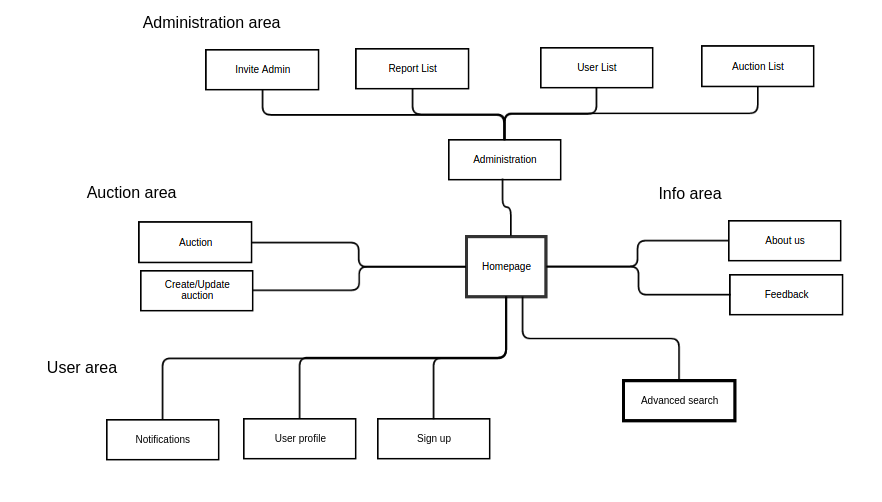 Administration area
Invite Admin
Report List
User List
Auction List
Administration
Auction area
Info area
Auction
About us
Homepage
Create/Update
auction
Feedback
User area
Advanced search
Notifications
User profile
Sign up